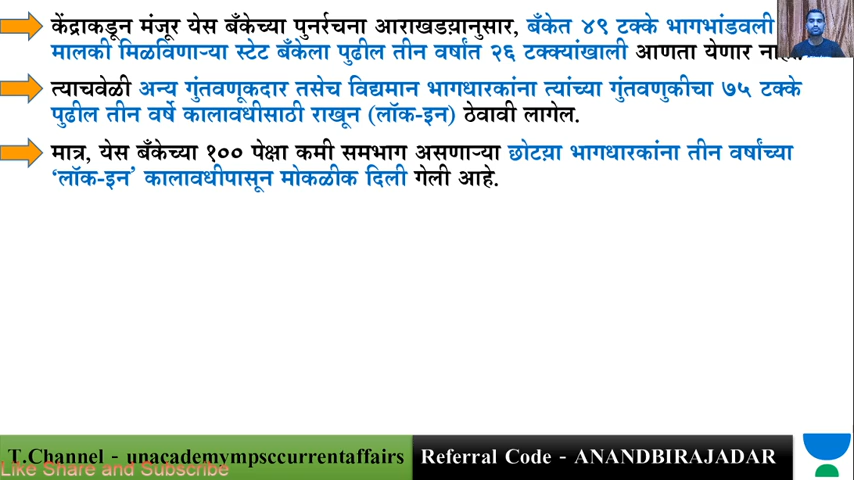 केंद्राकडून मंजूर येस बँकेच्या पुनर्रचना आराखडय़ानुसार, बँकेत ४९ टक्के भागभांडवली
मालकी मिळविणाऱ्या स्टेट बँकेला पुढील तीन वर्षांत २६ टक्क्यांखाली आणता येणार
त्याचवेळी अन्य गुंतवणूकदार तसेच विद्यमान भागधारकांना त्यांच्या गुंतवणुकीचा ७५ टक्के
पुढील तीन वर्षे कालावधीसाठी राखून (लॉक-इन) ठेवावी लागेल.
मात्र, येस बँकेच्या १०० पेक्षा कमी समभाग असणाऱ्या छोटय़ा भागधारकांना तीन वर्षांच्या
‘लॉक-इन’ कालावधीपासून मोकळीक दिली गेली आहे.
T.Channel - unacademympsccurrentaffairs Referral Code - ANANDBIRAJADAR
Like Share and Subscribe